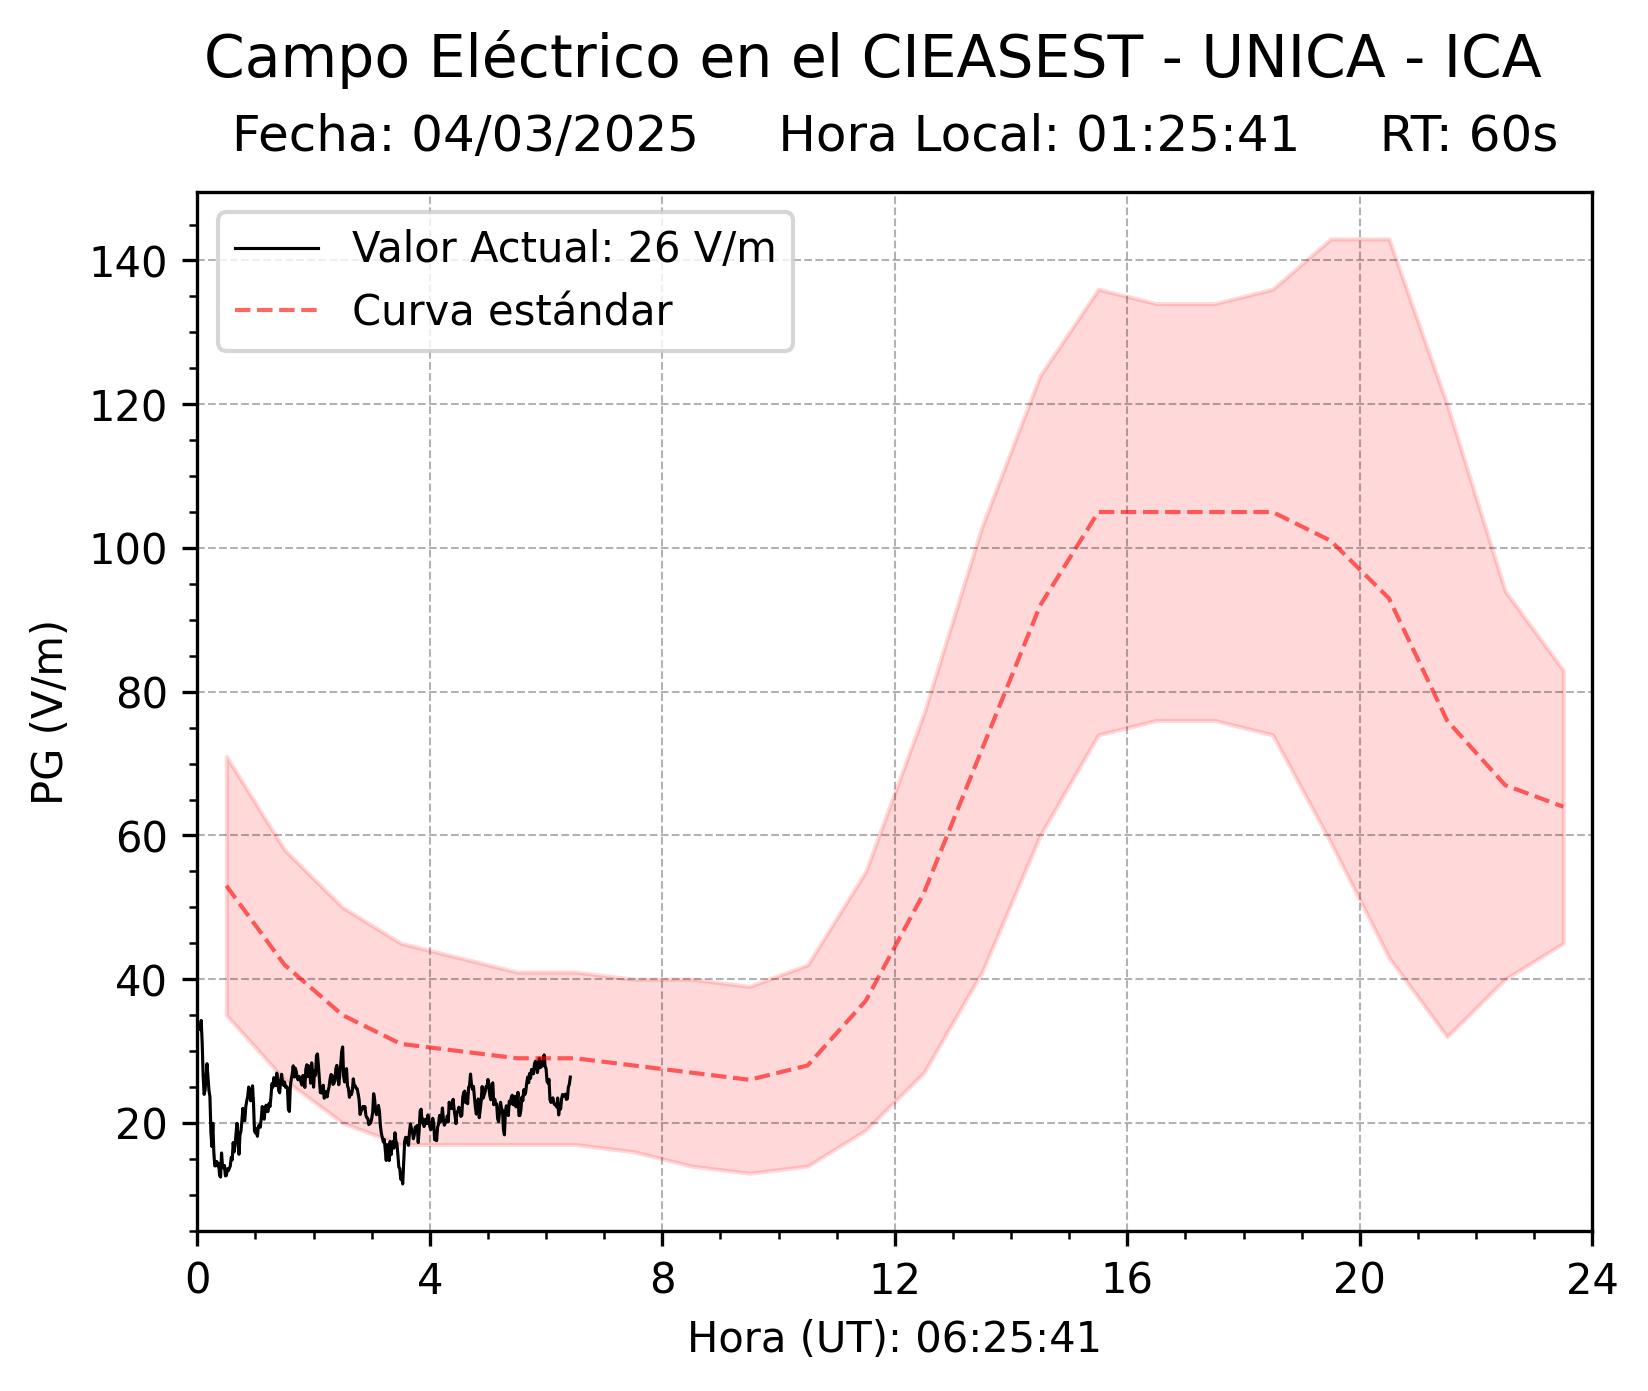 Campo Eléctrico en el CIEASEST - UNICA - ICA
Fecha: 04/03/2025 Hora Local: 01:25:41 RT: 60s
Valor Actual: 26 V/m
Curva estándar
PG (V/m)
140
120
100
80
60
40
20
0 4 8 12 16 20 24
Hora (UT): 06:25:41